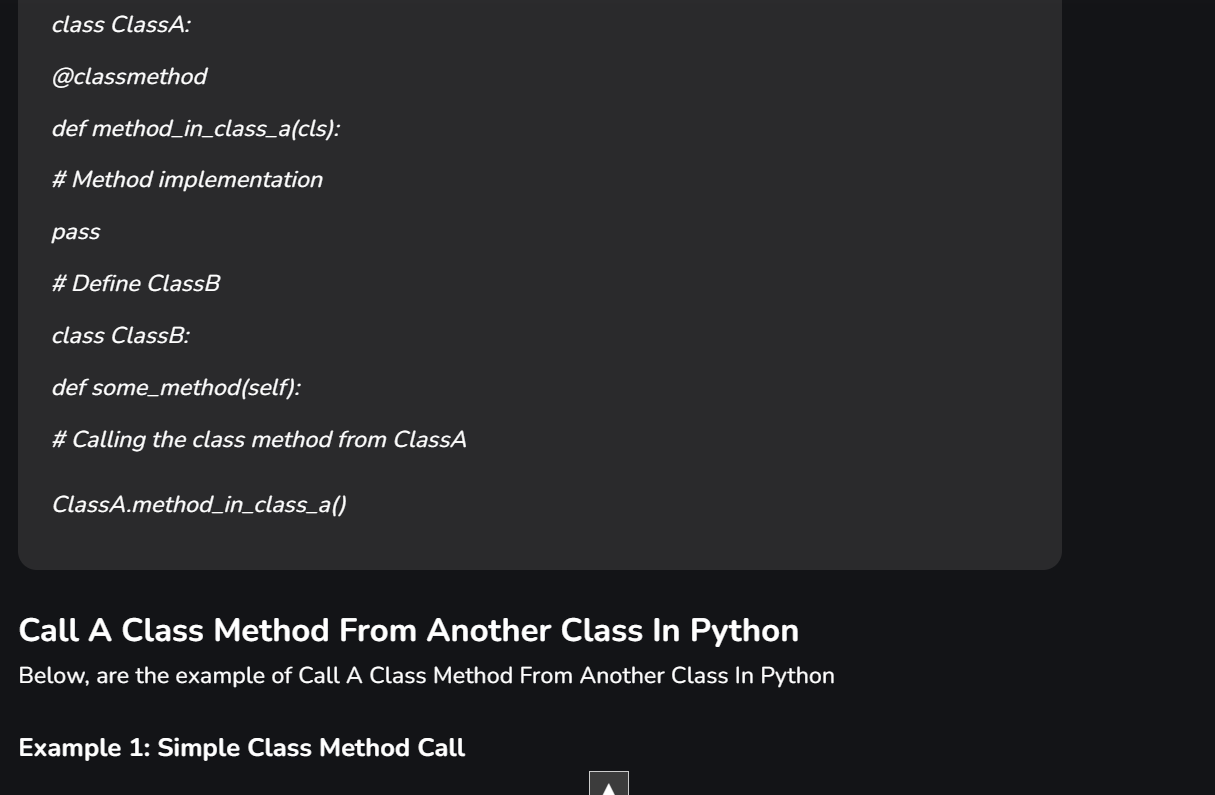 class ClassA:
@classmethod
def method_in_class_a(cls):
# Method implementation
pass
# Define ClassB
class ClassB:
def some_method(self):
# Calling the class method from ClassA
ClassA.method_in_class_a()
Call A Class Method From Another Class In Python
Below, are the example of Call A Class Method From Another Class In Python
Example 1: Simple Class Method Call